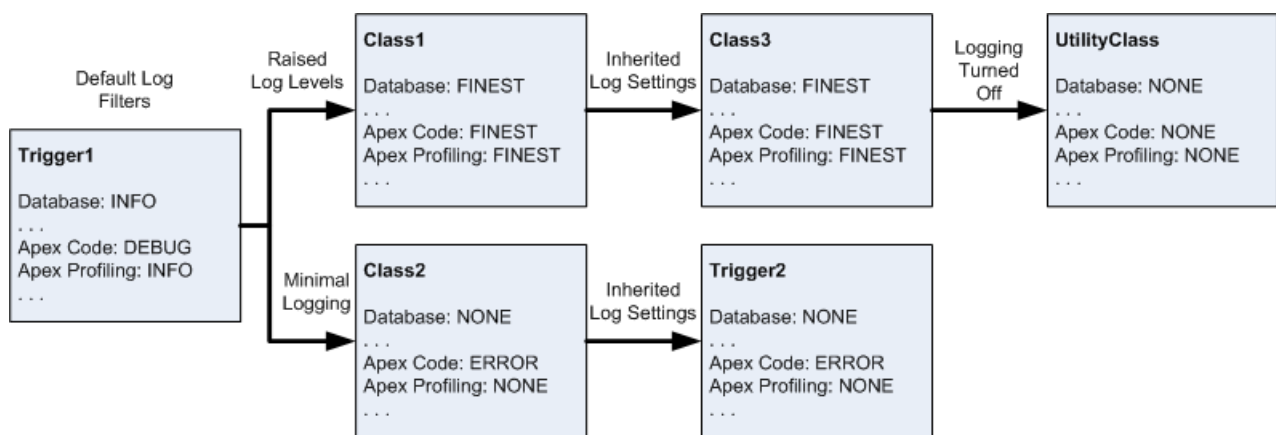 Default Log
Filters
Trigger1
Database: INFO
. . .
Apex Code: DEBUG
Apex Profiling: INFO
. . .
Raised
Log Levels
Class1
Database: FINEST
. . .
Apex Code: FINEST
Apex Profiling: FINEST
. . .
Inherited
Log Settings
Class3
Database: FINEST
. . .
Apex Code: FINEST
Apex Profiling: FINEST
. . .
Logging
Turned
Off
UtilityClass
Database: NONE
. . .
Apex Code: NONE
Apex Profiling: NONE
. . .
Minimal
Logging
Class2
Database: NONE
. . .
Apex Code: ERROR
Apex Profiling: NONE
. . .
Inherited
Log Settings
Trigger2
Database: NONE
. . .
Apex Code: ERROR
Apex Profiling: NONE
. . .